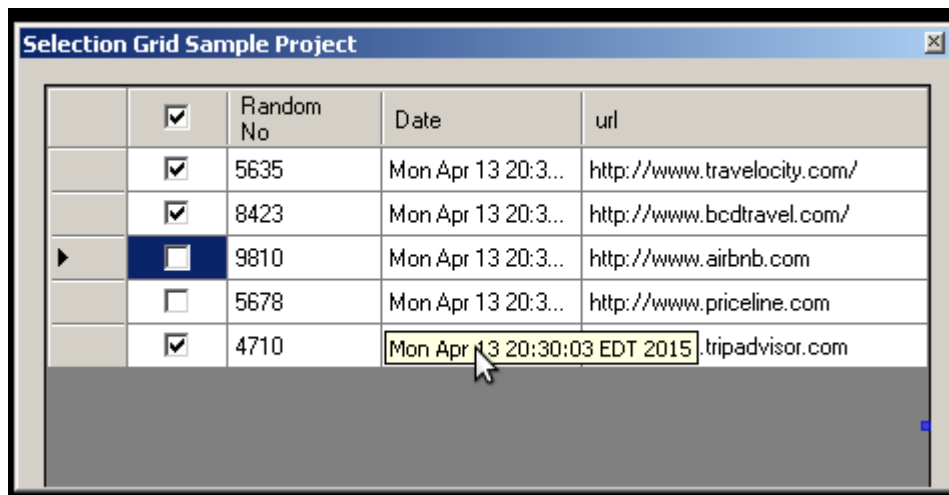 Selection Grid Sample Project
Random
No
Date
url
5635
Mon Apr 13 20:3...
http://www.travelocity.com/
8423
Mon Apr 13 20:3...
http://www.bcdtravel.com/
9810
Mon Apr 13 20:3...
http://www.airbnb.com
5678
Mon Apr 13 20:3...
http://www.priceline.com
4710
Mon Apr 13 20:30:03 EDT 2015
.tripadvisor.com